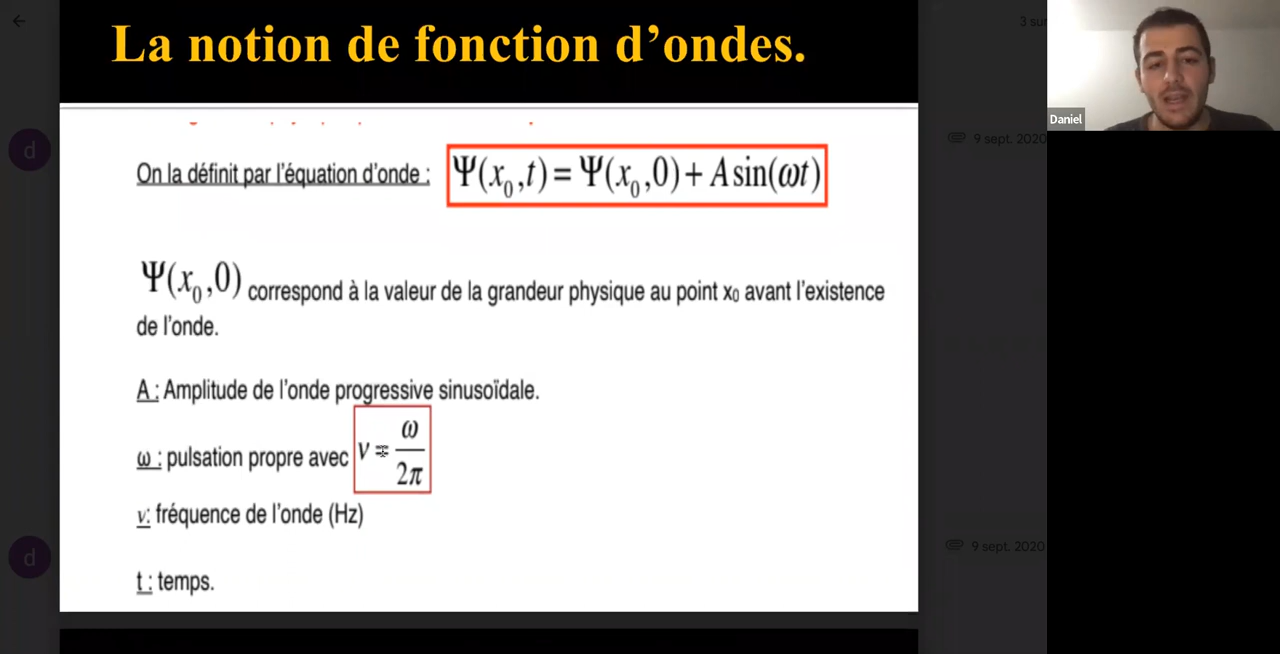 La notion de fonction d’ondes.
3 sur
Daniel
9 sept. 2020
d
On la définit par l’équation d’onde : Ψ(x₀,t) = Ψ(x₀,0) + A sin(ωt)
Ψ(x₀,0) correspond à la valeur de la grandeur physique au point x₀ avant l’existence
de l’onde.
A : Amplitude de l’onde progressive sinusoïdale.
ω : pulsation propre avec ν = ω/2π
ν: fréquence de l’onde (Hz)
d
9 sept. 2020
t : temps.